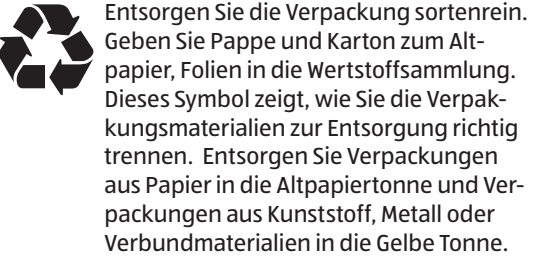 Entsorgen Sie die Verpackung sortenrein.
Geben Sie Pappe und Karton zum Alt-
papier, Folien in die Wertstoffsammlung.
Dieses Symbol zeigt, wie Sie die Verpak-
kungsmaterialien zur Entsorgung richtig
trennen.  Entsorgen Sie Verpackungen
aus Papier in die Altpapiertonne und Ver-
packungen aus Kunststoff, Metall oder
Verbundmaterialien in die Gelbe Tonne.